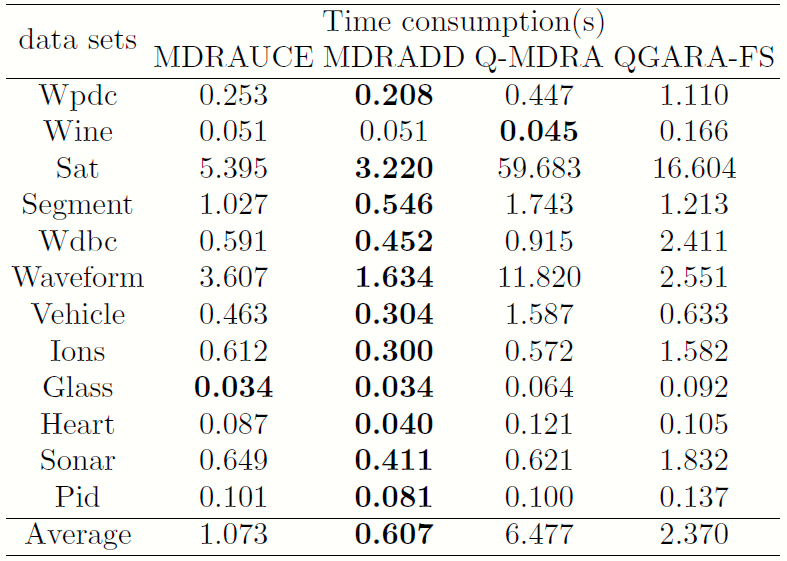 Time consumption(s)
data sets
MDRAUCE MDRADD Q-MDRA QGARA-FS
Wpdc 0.253 0.208 0.447 1.110
Wine 0.051 0.051 0.045 0.166
Sat 5.395 3.220 59.683 16.604
Segment 1.027 0.546 1.743 1.213
Wdbc 0.591 0.452 0.915 2.411
Waveform 3.607 1.634 11.820 2.551
Vehicle 0.463 0.304 1.587 0.633
Ions 0.612 0.300 0.572 1.582
Glass 0.034 0.034 0.064 0.092
Heart 0.087 0.040 0.121 0.105
Sonar 0.649 0.411 0.621 1.832
Pid 0.101 0.081 0.100 0.137
Average 1.073 0.607 6.477 2.370